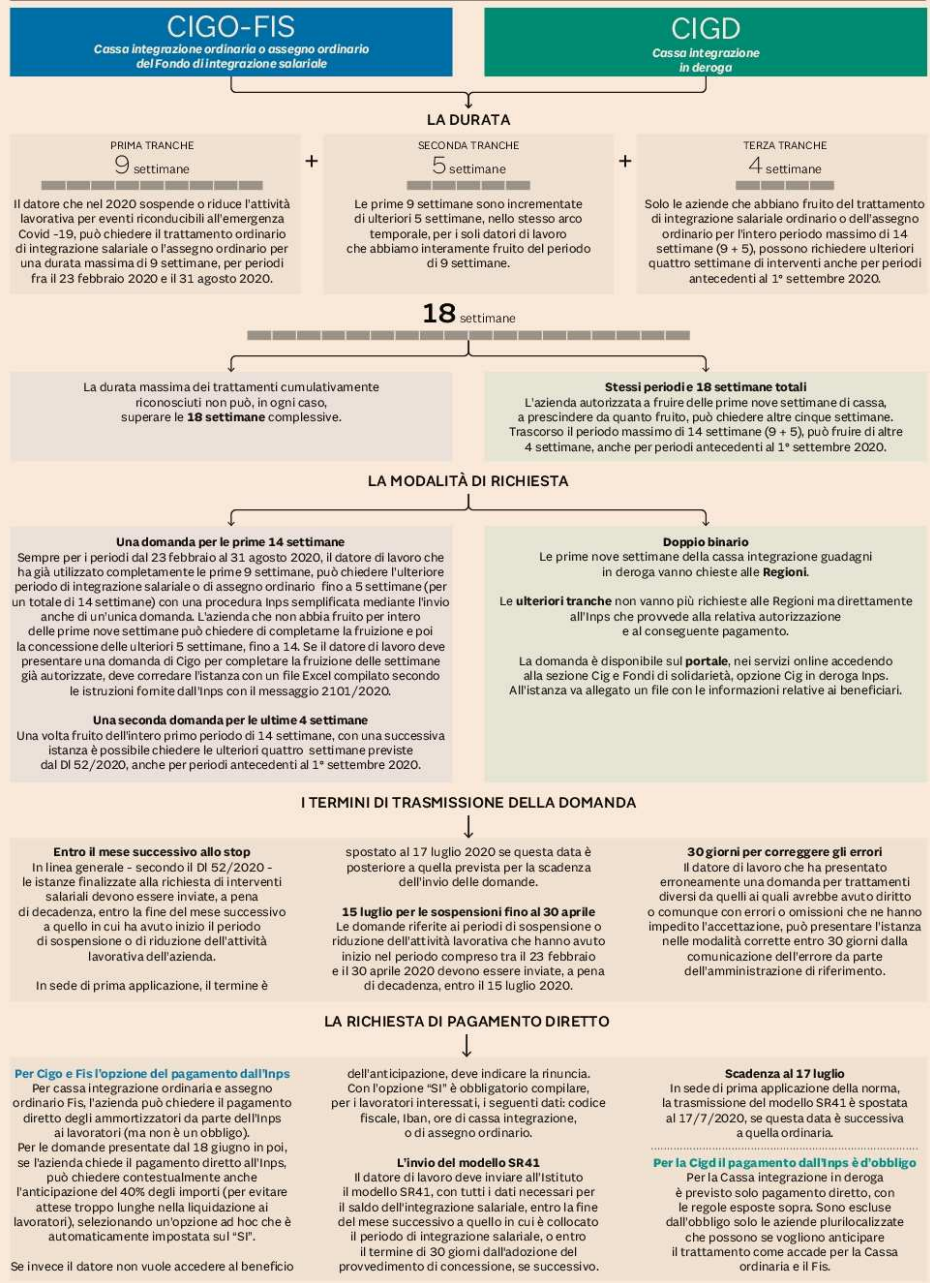 CIGO-FIS
Cassa integrazione ordinaria o assegno ordinario
del Fondo di integrazione salariale
CIGD
Cassa integrazione
in deroga
LA DURATA
PRIMA TRANCHE
9 settimane
Il datore che nel 2020 sospende o riduce l'attività
lavorativa per eventi riconducibili all'emergenza
Covid -19, può chiedere il trattamento ordinario
di integrazione salariale o l'assegno ordinario per
una durata massima di 9 settimane, per periodi
fra il 23 febbraio 2020 e il 31 agosto 2020.
+
SECONDA TRANCHE
5 settimane
Le prime 9 settimane sono incrementate
di ulteriori 5 settimane, nello stesso arco
temporale, per i soli datori di lavoro
che abbiamo interamente fruito del periodo
di 9 settimane.
+
TERZA TRANCHE
4 settimane
Solo le aziende che abbiano fruito del trattamento
di integrazione salariale ordinario o dell'assegno
ordinario per l'intero periodo massimo di 14
settimane (9 + 5), possono richiedere ulteriori
quattro settimane di interventi anche per periodi
antecedenti al 1° settembre 2020.
18 settimane
La durata massima dei trattamenti cumulativamente
riconosciuti non può, in ogni caso,
superare le 18 settimane complessive.
Stessi periodi e 18 settimane totali
L'azienda autorizzata a fruire delle prime nove settimane di cassa,
a prescindere da quanto fruito, può chiedere altre cinque settimane.
Trascorso il periodo massimo di 14 settimane (9 + 5), può fruire di altre
4 settimane, anche per periodi antecedenti al 1° settembre 2020.
LA MODALITÀ DI RICHIESTA
Una domanda per le prime 14 settimane
Sempre per i periodi dal 23 febbraio al 31 agosto 2020, il datore di lavoro che
ha già utilizzato completamente le prime 9 settimane, può chiedere l'ulteriore
periodo di integrazione salariale o di assegno ordinario fino a 5 settimane (per
un totale di 14 settimane) con una procedura Inps semplificata mediante l'invio
anche di un'unica domanda. L'azienda che non abbia fruito per intero
delle prime nove settimane può chiedere di completarne la fruizione e poi
la concessione delle ulteriori 5 settimane, fino a 14. Se il datore di lavoro deve
presentare una domanda di Cigo per completare la fruizione delle settimane
già autorizzate, deve corredare l'istanza con un file Excel compilato secondo
le istruzioni fornite dall'Inps con il messaggio 2101/2020.
Una seconda domanda per le ultime 4 settimane
Una volta fruito dell'intero primo periodo di 14 settimane, con una successiva
istanza è possibile chiedere le ulteriori quattro settimane previste
dal Dl 52/2020, anche per periodi antecedenti al 1° settembre 2020.
Doppio binario
Le prime nove settimane della cassa integrazione guadagni
in deroga vanno chieste alle Regioni.
Le ulteriori tranche non vanno più richieste alle Regioni ma direttamente
all'Inps che provvede alla relativa autorizzazione
e al conseguente pagamento.
La domanda è disponibile sul portale, nei servizi online accedendo
alla sezione Cig e Fondi di solidarietà, opzione Cig in deroga Inps.
All'istanza va allegato un file con le informazioni relative ai beneficiari.
I TERMINI DI TRASMISSIONE DELLA DOMANDA
Entro il mese successivo allo stop
In linea generale - secondo il Dl 52/2020 -
le istanze finalizzate alla richiesta di interventi
salariali devono essere inviate, a pena
di decadenza, entro la fine del mese successivo
a quello in cui ha avuto inizio il periodo
di sospensione o di riduzione dell'attività
lavorativa dell'azienda.
In sede di prima applicazione, il termine è
spostato al 17 luglio 2020 se questa data è
posteriore a quella prevista per la scadenza
dell'invio delle domande.
15 luglio per le sospensioni fino al 30 aprile
Le domande riferite ai periodi di sospensione o
riduzione dell'attività lavorativa che hanno avuto
inizio nel periodo compreso tra il 23 febbraio
e il 30 aprile 2020 devono essere inviate, a pena
di decadenza, entro il 15 luglio 2020.
30 giorni per correggere gli errori
Il datore di lavoro che ha presentato
erroneamente una domanda per trattamenti
diversi da quelli ai quali avrebbe avuto diritto
o comunque con errori o omissioni che ne hanno
impedito l'accettazione, può presentare l'istanza
nelle modalità corrette entro 30 giorni dalla
comunicazione dell'errore da parte
dell'amministrazione di riferimento.
LA RICHIESTA DI PAGAMENTO DIRETTO
Per Cigo e Fis l'opzione del pagamento dall'Inps
Per cassa integrazione ordinaria e assegno
ordinario Fis, l'azienda può chiedere il pagamento
diretto degli ammortizzatori da parte dell'Inps
ai lavoratori (ma non è un obbligo).
Per le domande presentate dal 18 giugno in poi,
se l'azienda chiede il pagamento diretto all'Inps,
può chiedere contestualmente anche
l'anticipazione del 40% degli importi (per evitare
attese troppo lunghe nella liquidazione ai
lavoratori), selezionando un'opzione ad hoc che è
automaticamente impostata sul "SI".
Se invece il datore non vuole accedere al beneficio
dell'anticipazione, deve indicare la rinuncia.
Con l'opzione "SI" è obbligatorio compilare,
per i lavoratori interessati, i seguenti dati: codice
fiscale, Iban, ore di cassa integrazione,
o di assegno ordinario.
L'invio del modello SR41
Il datore di lavoro deve inviare all'Istituto
il modello SR41, con tutti i dati necessari per
il saldo dell'integrazione salariale, entro la fine
del mese successivo a quello in cui è collocato
il periodo di integrazione salariale, o entro
il termine di 30 giorni dall'adozione del
provvedimento di concessione, se successivo.
Scadenza al 17 luglio
In sede di prima applicazione della norma,
la trasmissione del modello SR41 è spostata
al 17/7/2020, se questa data è successiva
a quella ordinaria.
Per la Cigd il pagamento dall'Inps è d'obbligo
Per la Cassa integrazione in deroga
è previsto solo pagamento diretto, con
le regole esposte sopra. Sono escluse
dall'obbligo solo le aziende plurilocalizzate
che possono se vogliono anticipare
il trattamento come accade per la Cassa
ordinaria e il Fis.